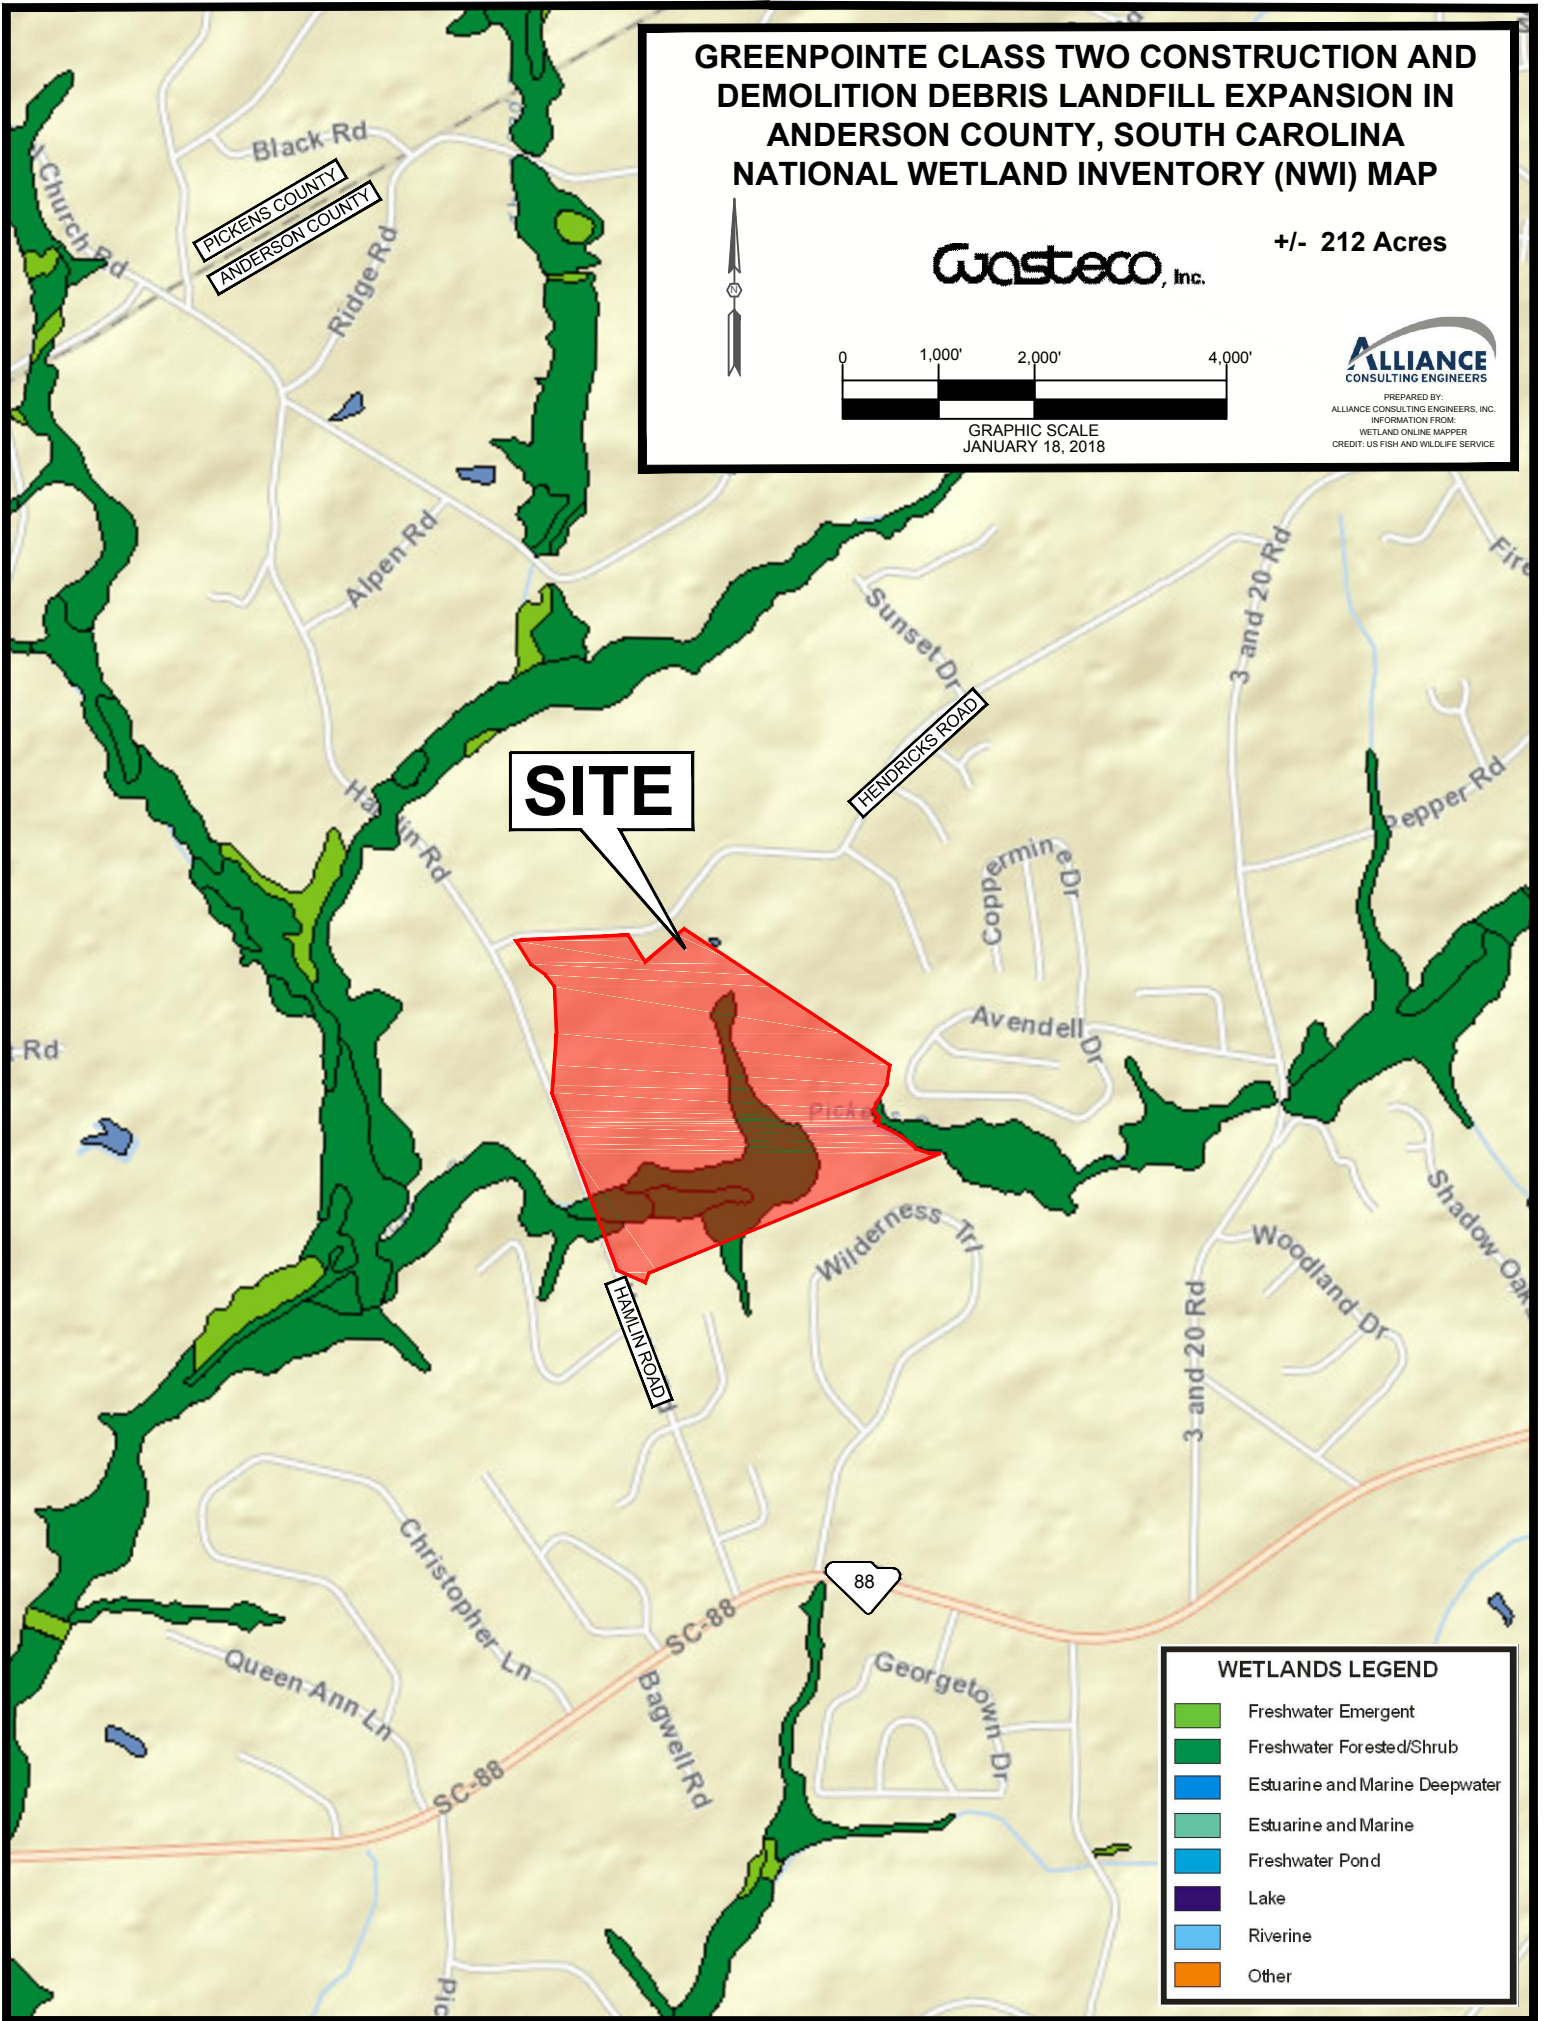 GREENPOINTE CLASS TWO CONSTRUCTION AND
DEMOLITION DEBRIS LANDFILL EXPANSION IN
ANDERSON COUNTY, SOUTH CAROLINA
NATIONAL WETLAND INVENTORY (NWI) MAP
N
Wasteco, Inc.
+/- 212 Acres
0 1,000' 2,000' 4,000'
GRAPHIC SCALE
JANUARY 18, 2018
ALLIANCE
CONSULTING ENGINEERS
PREPARED BY:
ALLIANCE CONSULTING ENGINEERS, INC.
INFORMATION FROM:
WETLAND ONLINE MAPPER
CREDIT: US FISH AND WILDLIFE SERVICE
Black Rd
Church Rd
PICKENS COUNTY
ANDERSON COUNTY
Ridge Rd
Alpen Rd
3 and 20 Rd
Fire
Sunset Dr
HENDRICKS ROAD
Pepper Rd
SITE
Hamlin Rd
Coppermine Dr
Avendell Dr
Rd
Pickens
Wilderness Trl
Shadow Oak
Woodland Dr
HAMLIN ROAD
3 and 20 Rd
Christopher Ln
88
SC-88
Queen Ann Ln
Bagwell Rd
Georgetown Dr
SC-88
Pic
WETLANDS LEGEND
Freshwater Emergent
Freshwater Forested/Shrub
Estuarine and Marine Deepwater
Estuarine and Marine
Freshwater Pond
Lake
Riverine
Other